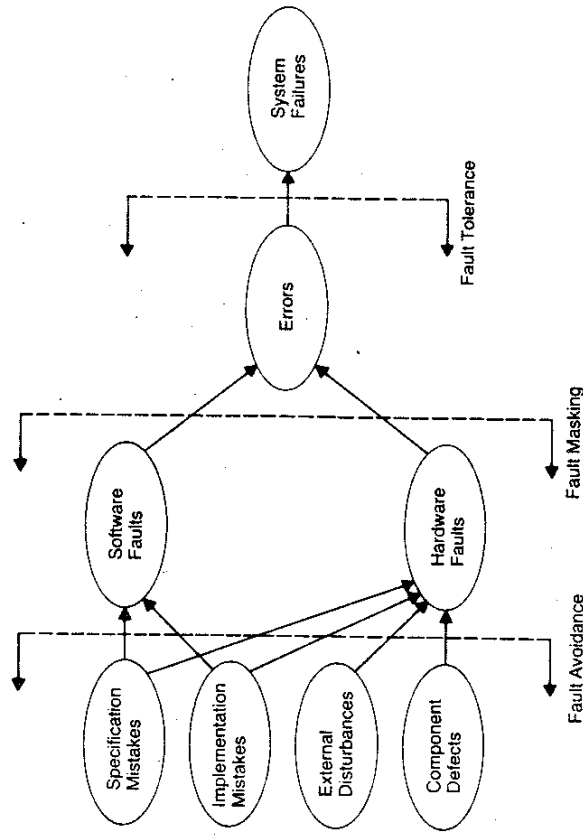 Specification
Mistakes
Implementation
Mistakes
External
Disturbances
Component
Defects
Software
Faults
Hardware
Faults
Errors
System
Failures
Fault Avoidance
Fault Masking
Fault Tolerance